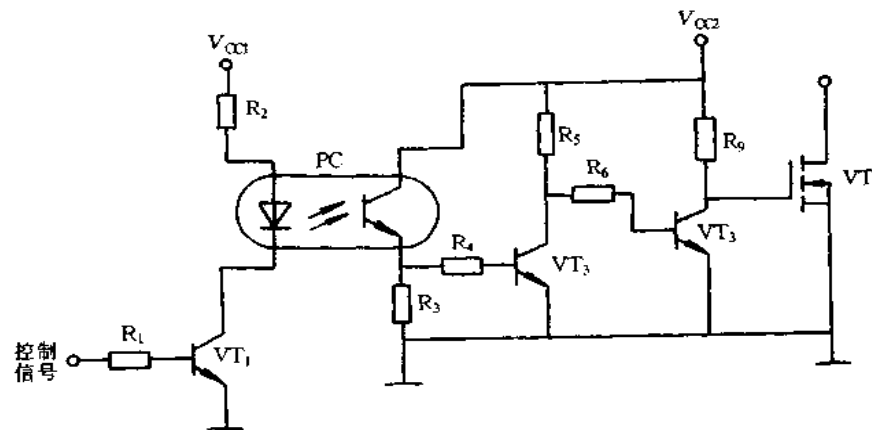 V_CC1
V_CC2
R₂
PC
R₅
R₆
R₉
VT
R₄
VT₃
VT₃
R₃
R₁
VT₁
控制
信号